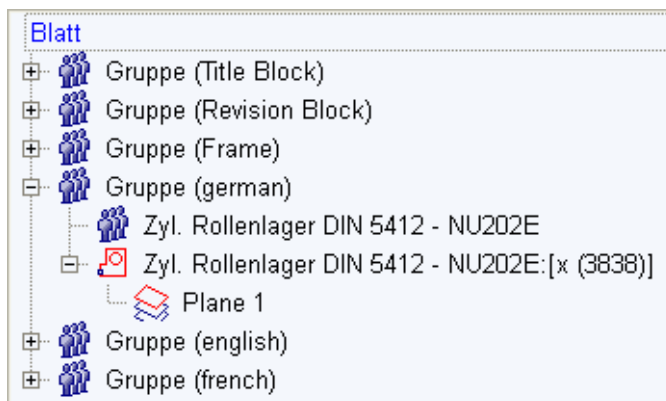 Blatt
Gruppe (Title Block)
Gruppe (Revision Block)
Gruppe (Frame)
Gruppe (german)
Zyl. Rollenlager DIN 5412 - NU202E
Zyl. Rollenlager DIN 5412 - NU202E:[x (3838)]
Plane 1
Gruppe (english)
Gruppe (french)